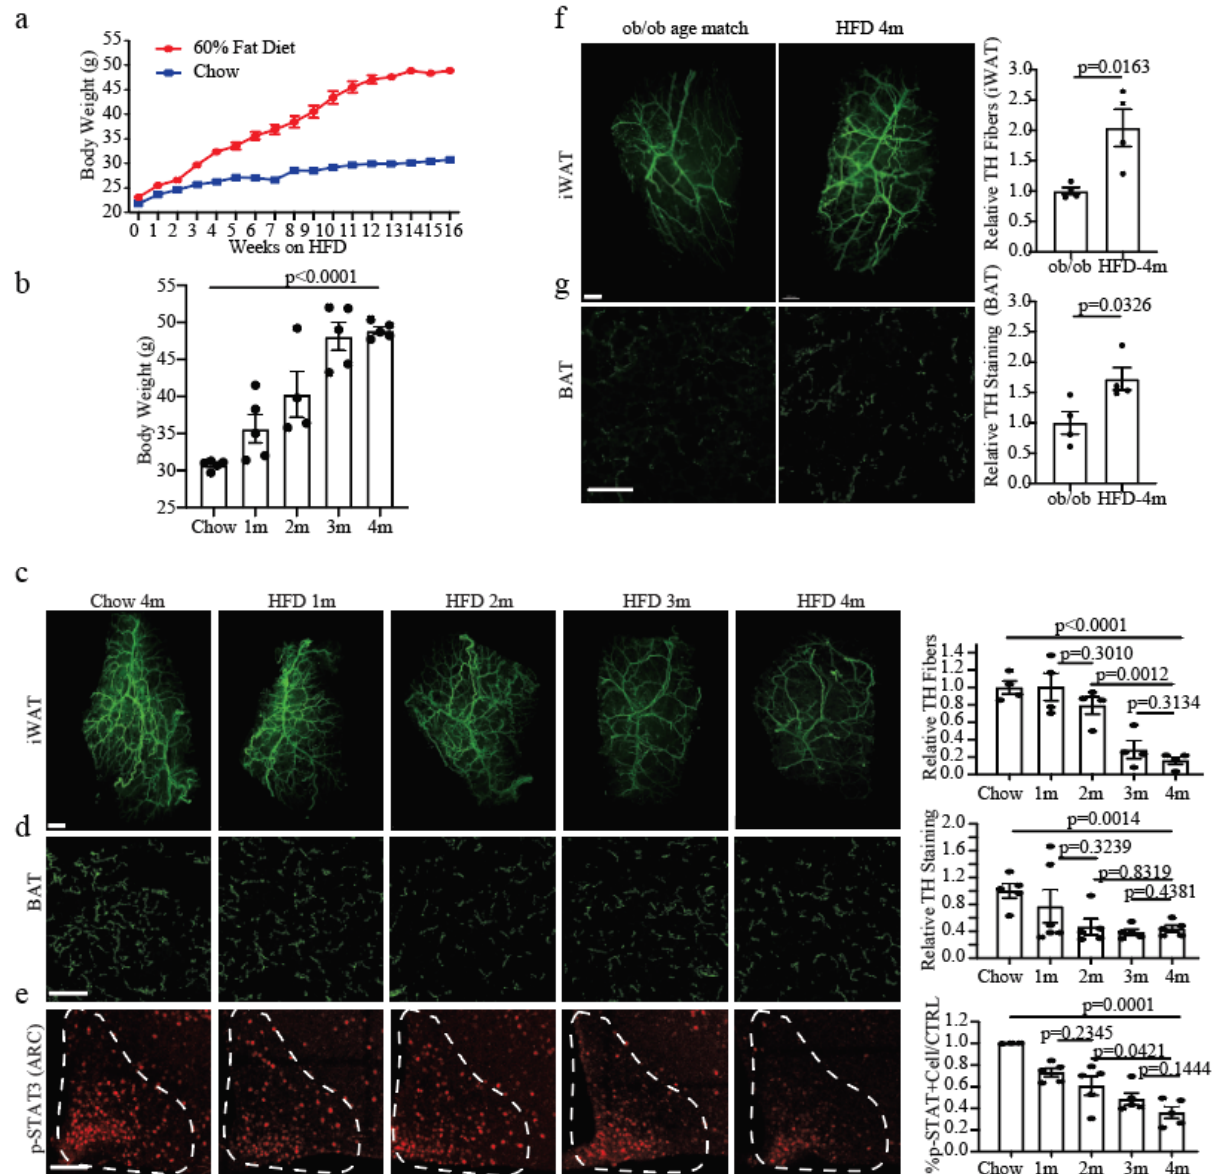 a
55
50
45
40
35
30
25
20
Body Weight (g)
60% Fat Diet
Chow
0 1 2 3 4 5 6 7 8 9 10 11 12 13 14 15 16
Weeks on HFD
b
p<0.0001
55
50
45
40
35
30
25
Body Weight (g)
Chow 1m 2m 3m 4m
f
ob/ob age match HFD 4m
iWAT
Relative TH Fibers (iWAT)
3.0
2.5
2.0
1.5
1.0
0.5
0.0
p=0.0163
ob/ob HFD-4m
g
BAT
Relative TH Staining (BAT)
3.0
2.5
2.0
1.5
1.0
0.5
0.0
p=0.0326
ob/ob HFD-4m
c
Chow 4m HFD 1m HFD 2m HFD 3m HFD 4m
iWAT
Relative TH Fibers
1.4
1.2
1.0
0.8
0.6
0.4
0.2
0.0
p<0.0001
p=0.3010
p=0.0012
p=0.3134
Chow 1m 2m 3m 4m
d
BAT
Relative TH Staining
2.0
1.6
1.2
0.8
0.4
0.0
p=0.0014
p=0.3239
p=0.8319
p=0.4381
Chow 1m 2m 3m 4m
e
p-STAT3 (ARC)
%p-STAT+Cell/CTRL
1.2
1.0
0.8
0.6
0.4
0.2
0.0
p=0.0001
p=0.2345
p=0.0421
p=0.1444
Chow 1m 2m 3m 4m